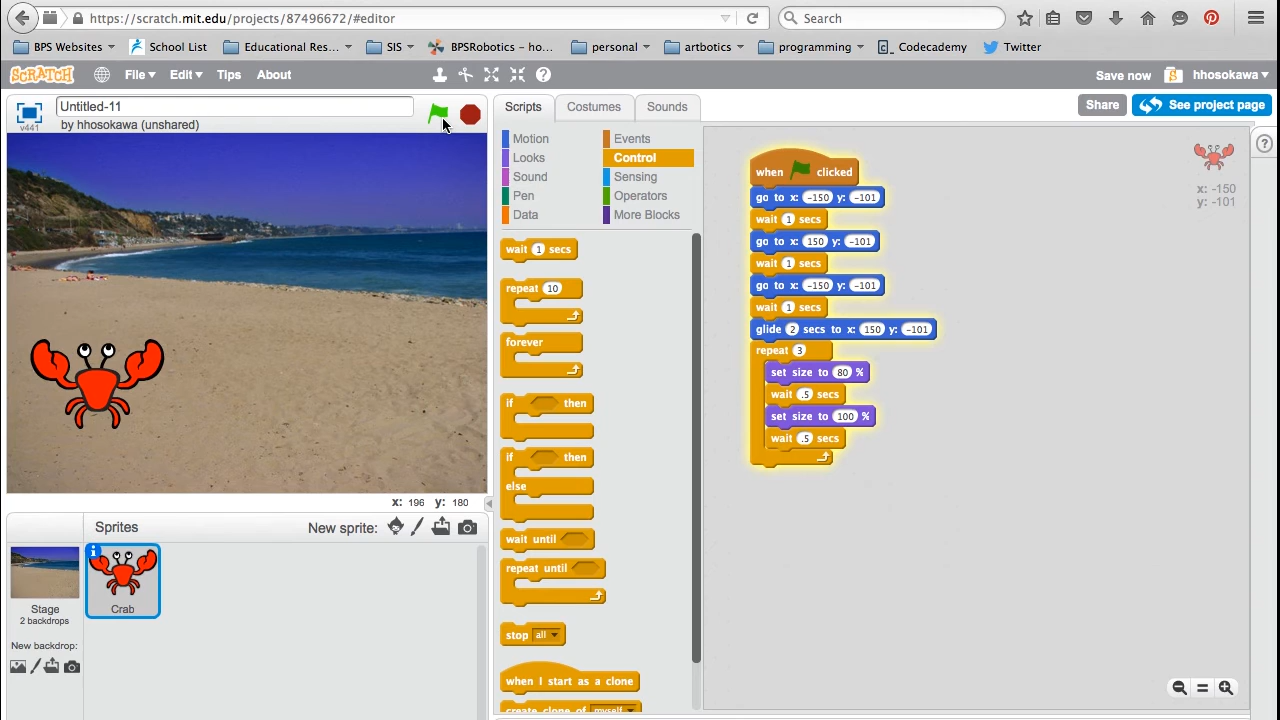 https://scratch.mit.edu/projects/87496672/#editor
Search
BPS Websites
School List
Educational Res...
SIS
BPSRobotics - ho...
personal
artbotics
programming
Codecademy
Twitter
SCRATCH
File
Edit
Tips
About
Save now
hhosokawa
v441
Untitled-11
by hhosokawa (unshared)
Scripts
Costumes
Sounds
Share
See project page
Motion
Events
Looks
Control
Sound
Sensing
Pen
Operators
Data
More Blocks
wait 1 secs
repeat 10
forever
if then
if then
else
wait until
repeat until
stop all
when I start as a clone
create clone of myself
when clicked
go to x: -150 y: -101
wait 1 secs
go to x: 150 y: -101
wait 1 secs
go to x: -150 y: -101
wait 1 secs
glide 2 secs to x: 150 y: -101
repeat 3
set size to 80 %
wait .5 secs
set size to 100 %
wait .5 secs
x: -150
y: -101
?
x: 196 y: 180
Sprites
New sprite:
Stage
2 backdrops
New backdrop:
i
Crab